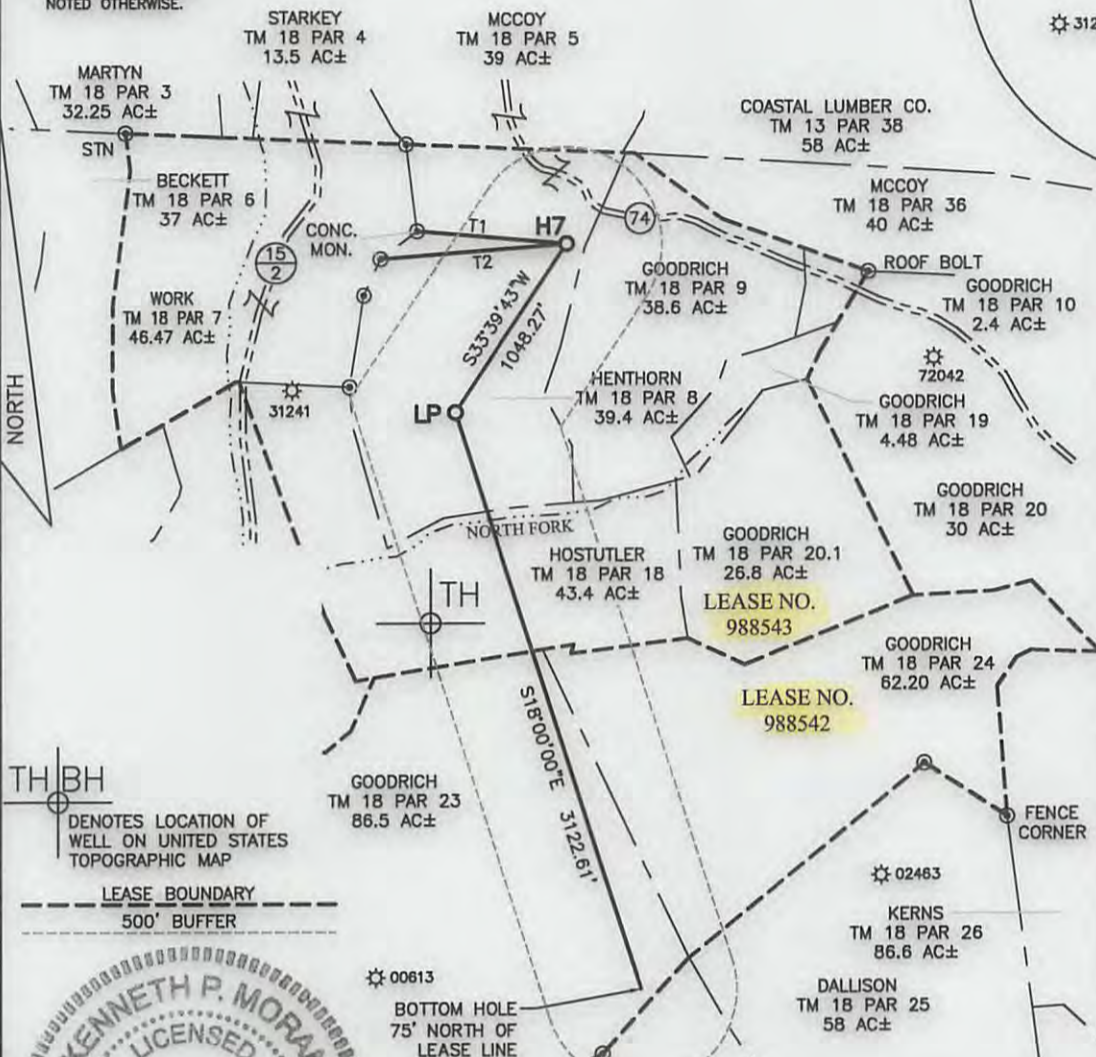 NOTED OTHERWISE.
STARKEY
TM 18 PAR 4
13.5 AC±
MCCOY
TM 18 PAR 5
39 AC±
312
MARTYN
TM 18 PAR 3
32.25 AC±
COASTAL LUMBER CO.
TM 13 PAR 38
58 AC±
STN
BECKETT
TM 18 PAR 6
37 AC±
MCCOY
TM 18 PAR 36
40 AC±
CONC.
MON.
T1
H7
T2
74
15
2
ROOF BOLT
GOODRICH
TM 18 PAR 9
38.6 AC±
GOODRICH
TM 18 PAR 10
2.4 AC±
WORK
TM 18 PAR 7
46.47 AC±
S33°39'43"W
1048.27'
72042
HENTHORN
TM 18 PAR 8
39.4 AC±
31241
NORTH
LP
GOODRICH
TM 18 PAR 19
4.48 AC±
GOODRICH
TM 18 PAR 20
30 AC±
NORTH FORK
HOSTUTLER
TM 18 PAR 18
43.4 AC±
GOODRICH
TM 18 PAR 20.1
26.8 AC±
LEASE NO.
988543
TH
GOODRICH
TM 18 PAR 24
62.20 AC±
LEASE NO.
988542
S18°00'00"E 3122.61'
TH BH
DENOTES LOCATION OF
WELL ON UNITED STATES
TOPOGRAPHIC MAP
GOODRICH
TM 18 PAR 23
86.5 AC±
FENCE
CORNER
LEASE BOUNDARY
500' BUFFER
02463
KERNS
TM 18 PAR 26
86.6 AC±
00613
BOTTOM HOLE
75' NORTH OF
LEASE LINE
DALLISON
TM 18 PAR 25
58 AC±
KENNETH P. MORA
LICENSED